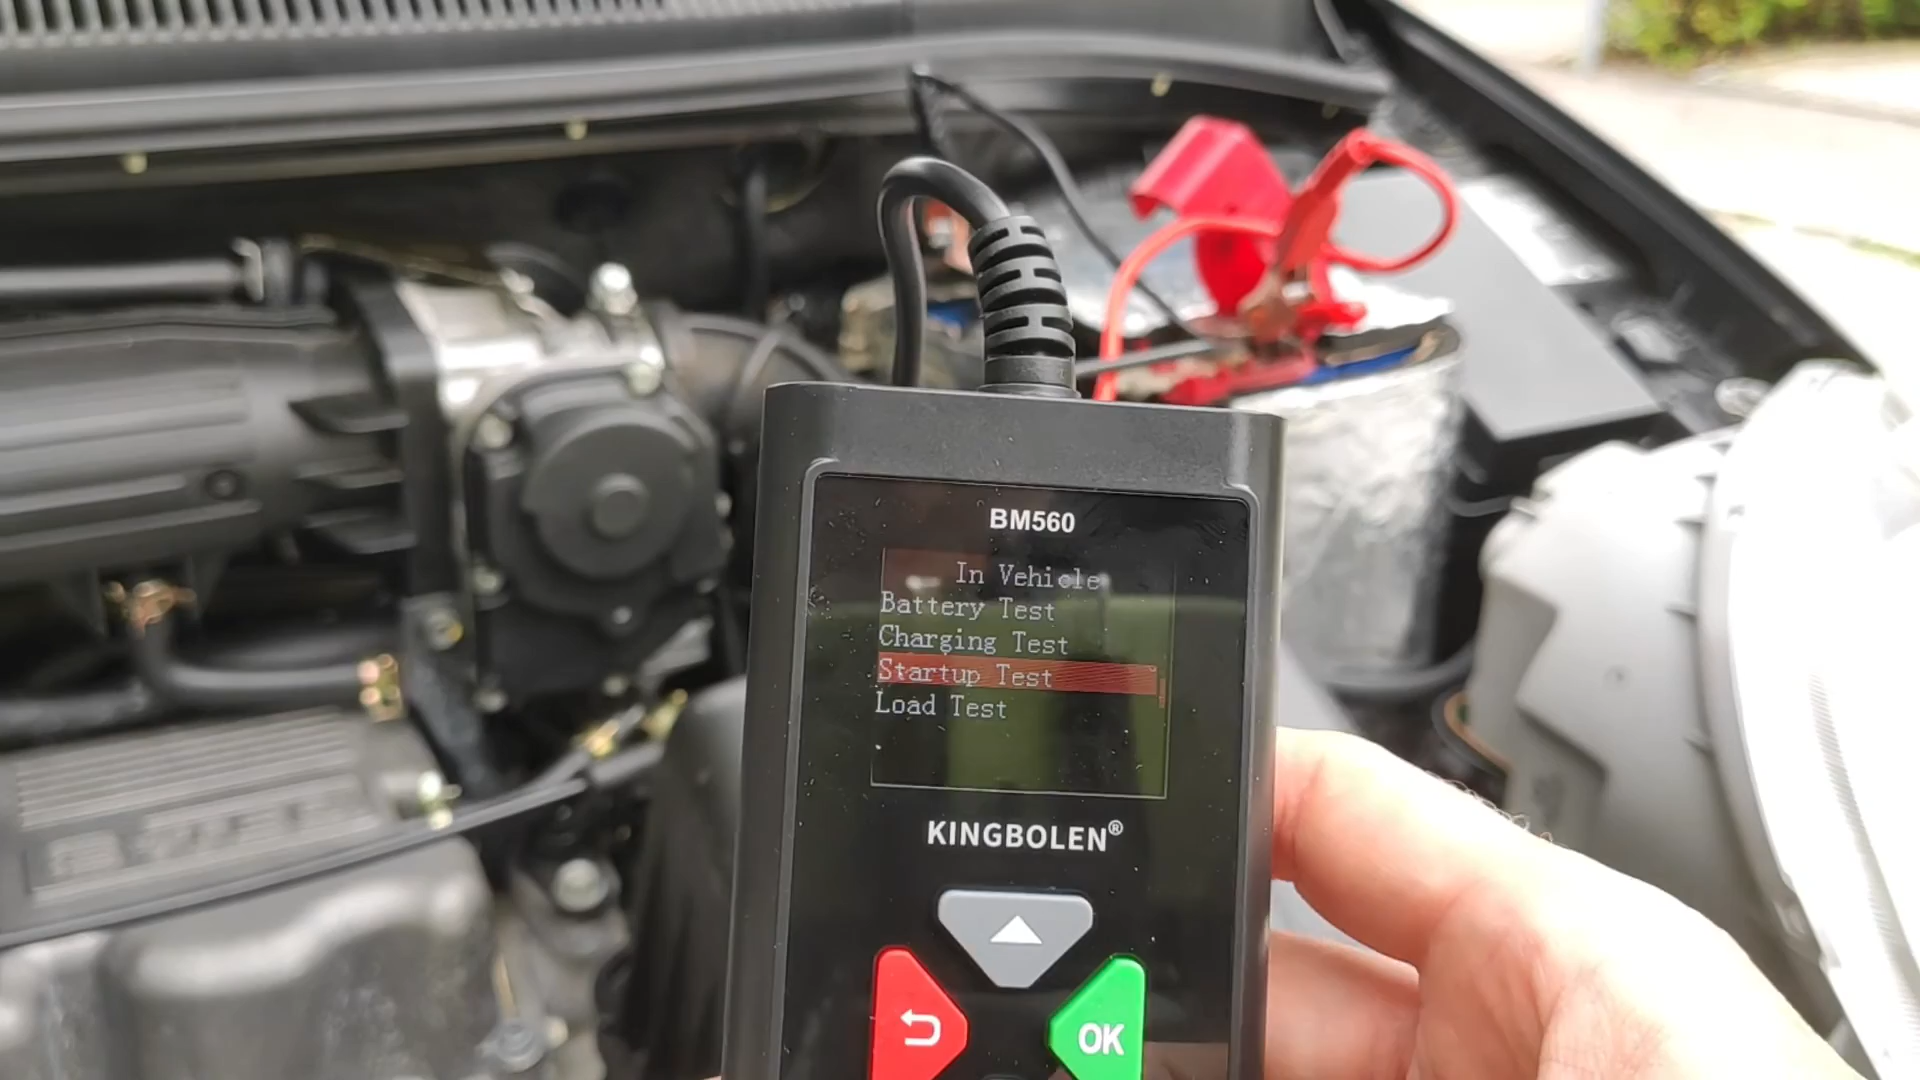 BM560
In Vehicle
Battery Test
Charging Test
Startup Test
Load Test
KINGBOLEN®
OK